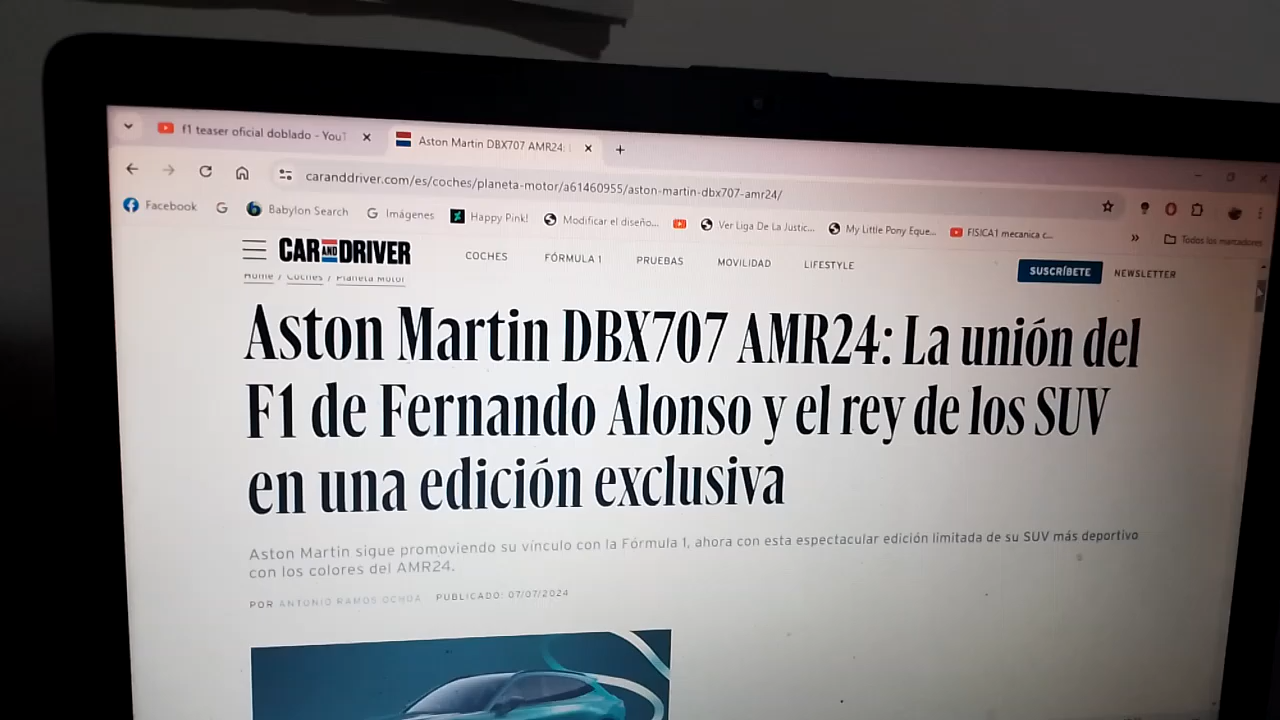 f1 teaser oficial doblado - YouT
Aston Martin DBX707 AMR24:
caranddriver.com/es/coches/planeta-motor/a61460955/aston-martin-dbx707-amr24/
Facebook
Babylon Search
Imágenes
Happy Pink!
Modificar el diseño...
Ver Liga De La Justic...
My Little Pony Eque...
FISICA1 mecanica c...
Todos los marcadores
CAR AND DRIVER
COCHES
FÓRMULA 1
PRUEBAS
MOVILIDAD
LIFESTYLE
SUSCRÍBETE
NEWSLETTER
Home / Coches / Planeta Motor
Aston Martin DBX707 AMR24: La unión del
F1 de Fernando Alonso y el rey de los SUV
en una edición exclusiva
Aston Martin sigue promoviendo su vínculo con la Fórmula 1, ahora con esta espectacular edición limitada de su SUV más deportivo
con los colores del AMR24.
POR ANTONIO RAMOS OCHOA PUBLICADO: 07/07/2024